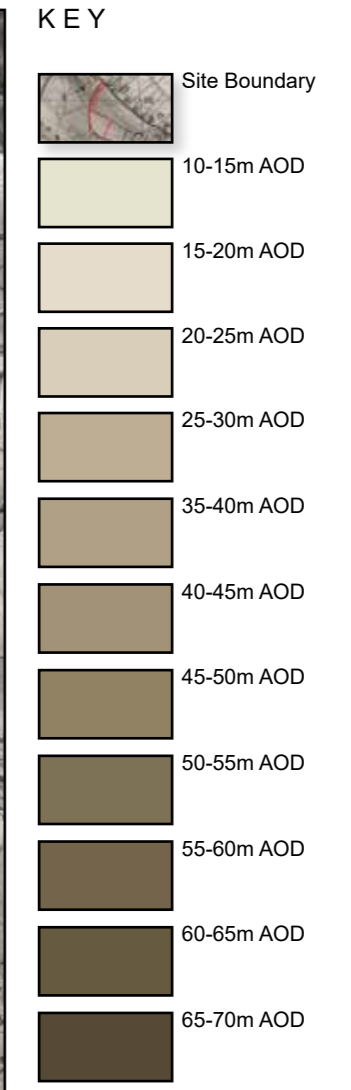 KEY
Site Boundary
10-15m AOD
15-20m AOD
20-25m AOD
25-30m AOD
35-40m AOD
40-45m AOD
45-50m AOD
50-55m AOD
55-60m AOD
60-65m AOD
65-70m AOD